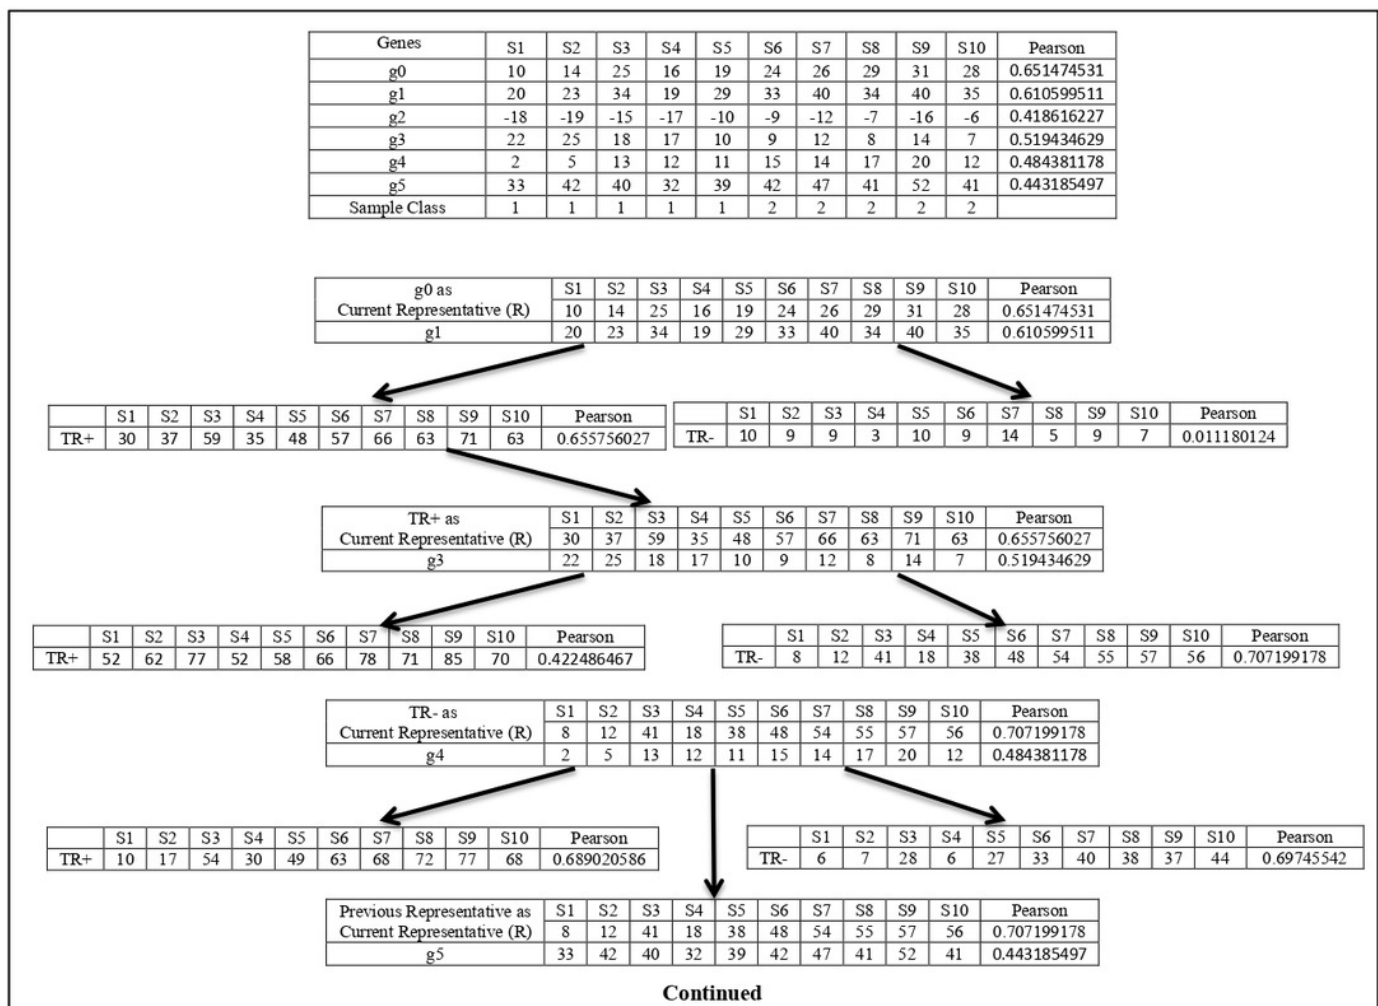 Genes S1 S2 S3 S4 S5 S6 S7 S8 S9 S10 Pearson
g0 10 14 25 16 19 24 26 29 31 28 0.651474531
g1 20 23 34 19 29 33 40 34 40 35 0.610599511
g2 -18 -19 -15 -17 -10 -9 -12 -7 -16 -6 0.418616227
g3 22 25 18 17 10 9 12 8 14 7 0.519434629
g4 2 5 13 12 11 15 14 17 20 12 0.484381178
g5 33 42 40 32 39 42 47 41 52 41 0.443185497
Sample Class 1 1 1 1 1 2 2 2 2 2
g0 as S1 S2 S3 S4 S5 S6 S7 S8 S9 S10 Pearson
Current Representative (R) 10 14 25 16 19 24 26 29 31 28 0.651474531
g1 20 23 34 19 29 33 40 34 40 35 0.610599511
S1 S2 S3 S4 S5 S6 S7 S8 S9 S10 Pearson
TR+ 30 37 59 35 48 57 66 63 71 63 0.655756027
S1 S2 S3 S4 S5 S6 S7 S8 S9 S10 Pearson
TR- 10 9 9 3 10 9 14 5 9 7 0.011180124
TR+ as S1 S2 S3 S4 S5 S6 S7 S8 S9 S10 Pearson
Current Representative (R) 30 37 59 35 48 57 66 63 71 63 0.655756027
g3 22 25 18 17 10 9 12 8 14 7 0.519434629
S1 S2 S3 S4 S5 S6 S7 S8 S9 S10 Pearson
TR+ 52 62 77 52 58 66 78 71 85 70 0.422486467
S1 S2 S3 S4 S5 S6 S7 S8 S9 S10 Pearson
TR- 8 12 41 18 38 48 54 55 57 56 0.707199178
TR- as S1 S2 S3 S4 S5 S6 S7 S8 S9 S10 Pearson
Current Representative (R) 8 12 41 18 38 48 54 55 57 56 0.707199178
g4 2 5 13 12 11 15 14 17 20 12 0.484381178
S1 S2 S3 S4 S5 S6 S7 S8 S9 S10 Pearson
TR+ 10 17 54 30 49 63 68 72 77 68 0.689020586
S1 S2 S3 S4 S5 S6 S7 S8 S9 S10 Pearson
TR- 6 7 28 6 27 33 40 38 37 44 0.69745542
Previous Representative as S1 S2 S3 S4 S5 S6 S7 S8 S9 S10 Pearson
Current Representative (R) 8 12 41 18 38 48 54 55 57 56 0.707199178
g5 33 42 40 32 39 42 47 41 52 41 0.443185497
Continued